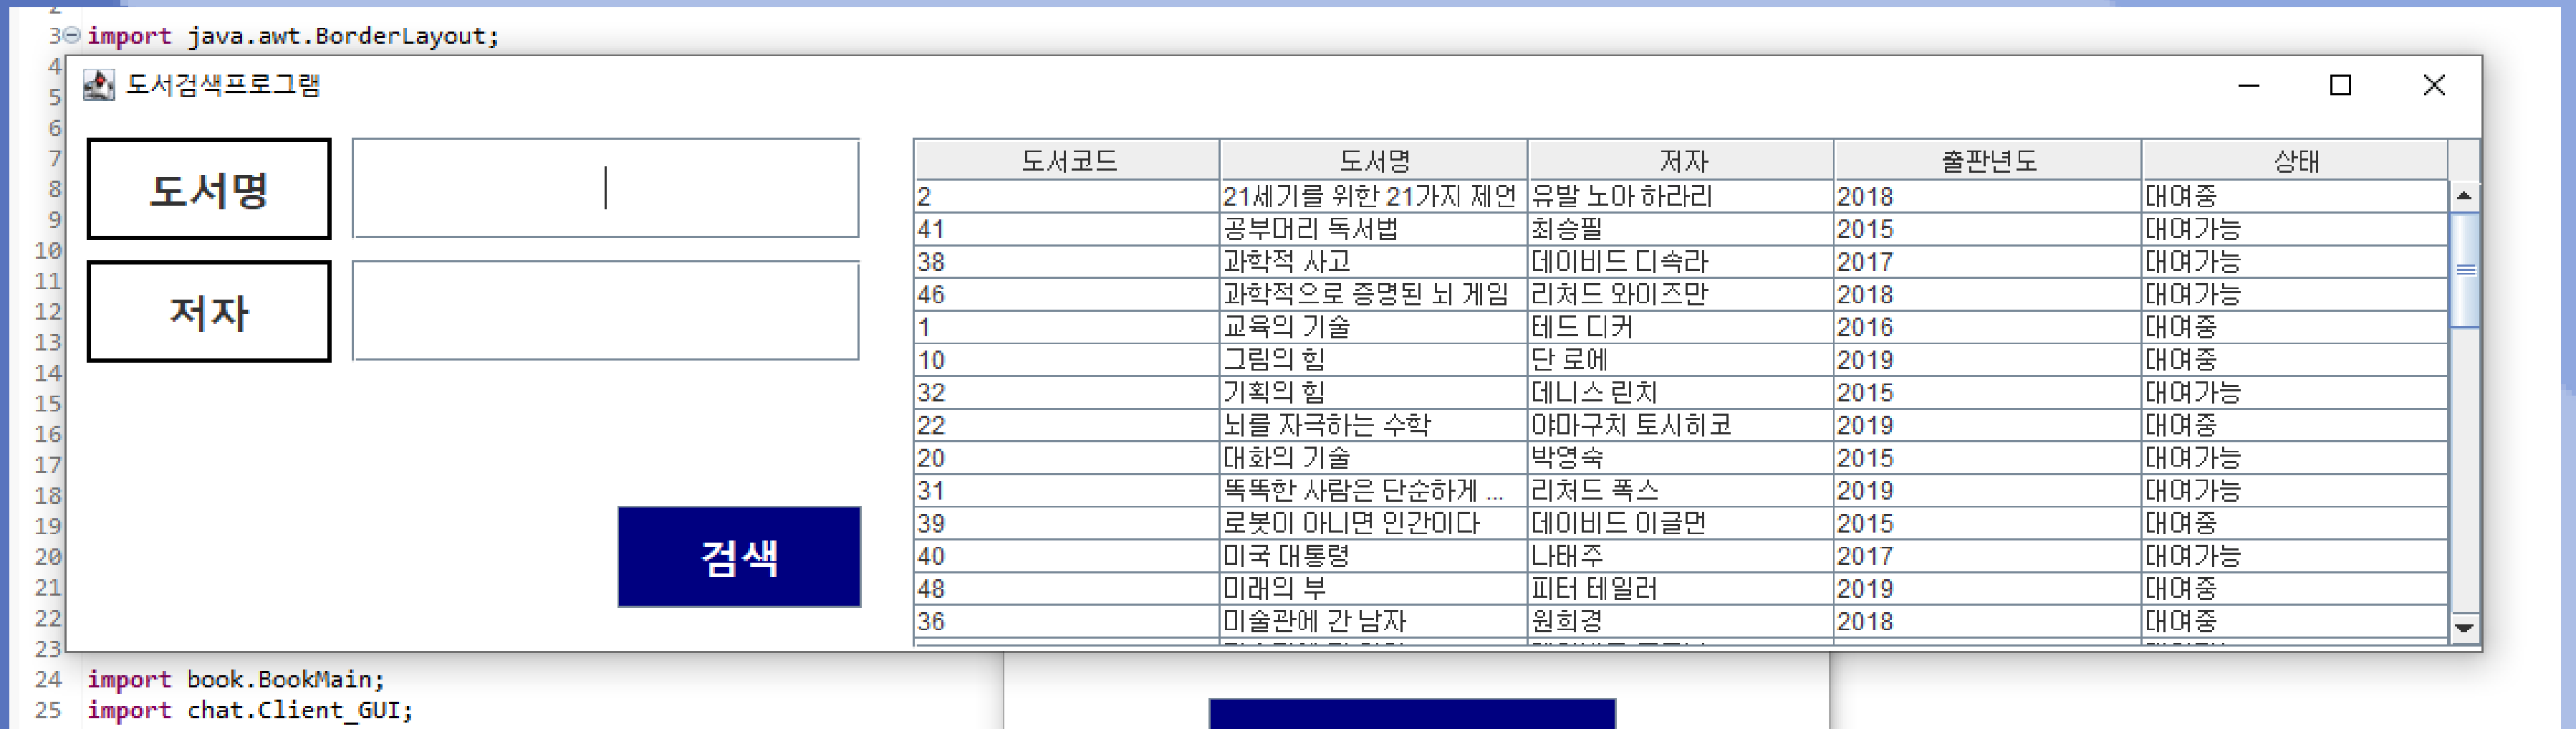 3 import java.awt.BorderLayout;
4
5
6
7
8
9
10
11
12
13
14
15
16
17
18
19
20
21
22
23
24 import book.BookMain;
25 import chat.Client_GUI;
도서검색프로그램
도서명
저자
검색
도서코드 도서명 저자 출판년도 상태
2 21세기를 위한 21가지 제언 유발 노아 하라리 2018 대여중
41 공부머리 독서법 최승필 2015 대여가능
38 과학적 사고 데이비드 디속라 2017 대여가능
46 과학적으로 증명된 뇌 게임 리처드 와이즈만 2018 대여가능
1 교육의 기술 테드 디커 2016 대여중
10 그림의 힘 단 로에 2019 대여중
32 기획의 힘 데니스 린치 2015 대여가능
22 뇌를 자극하는 수학 야마구치 토시히코 2019 대여중
20 대화의 기술 박영숙 2015 대여가능
31 똑똑한 사람은 단순하게 ... 리처드 폭스 2019 대여가능
39 로봇이 아니면 인간이다 데이비드 이글먼 2015 대여중
40 미국 대통령 나태주 2017 대여가능
48 미래의 부 피터 테일러 2019 대여중
36 미술관에 간 남자 원희경 2018 대여중